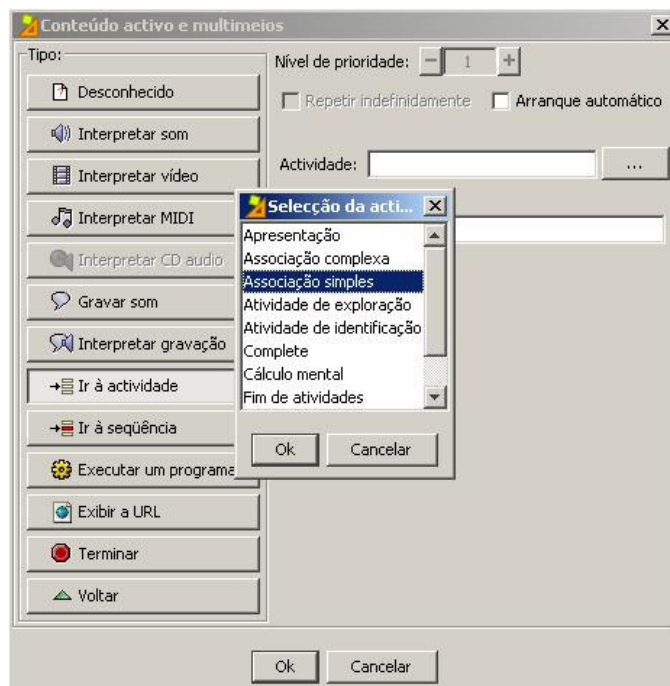 Conteúdo activo e multimeios
Tipo:
Desconhecido
Interpretar som
Interpretar vídeo
Interpretar MIDI
Interpretar CD audio
Gravar som
Interpretar gravação
Ir à actividade
Ir à seqüência
Executar um programa
Exibir a URL
Terminar
Voltar
Nível de prioridade: 1
Repetir indefinidamente Arranque automático
Actividade: ...
Selecção da acti...
Apresentação
Associação complexa
Associação simples
Atividade de exploração
Atividade de identificação
Complete
Cálculo mental
Fim de atividades
Ok Cancelar
Ok Cancelar